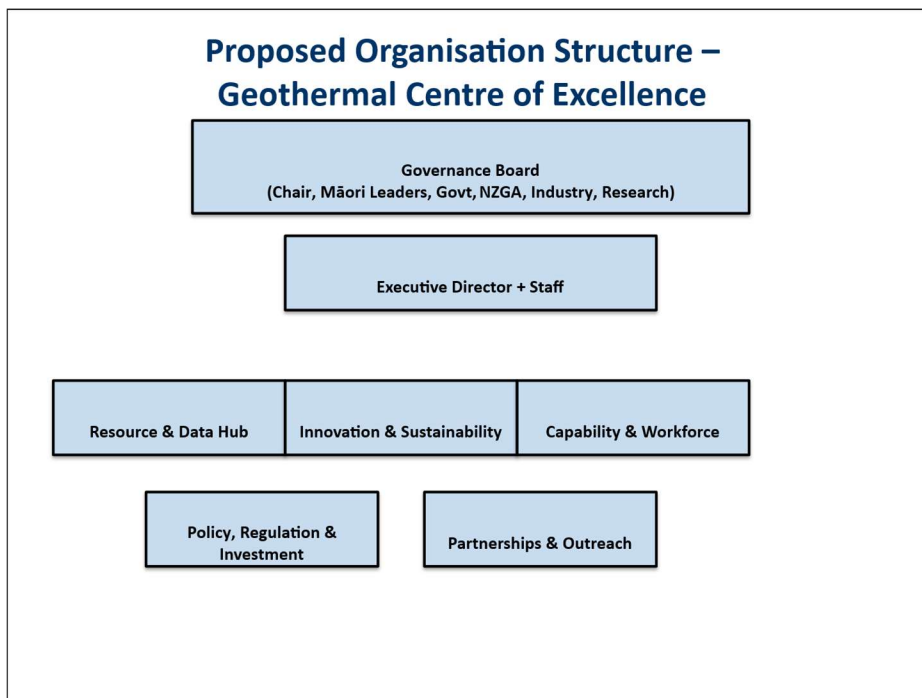 Proposed Organisation Structure –
Geothermal Centre of Excellence
Governance Board
(Chair, Māori Leaders, Govt, NZGA, Industry, Research)
Executive Director + Staff
Resource & Data Hub
Innovation & Sustainability
Capability & Workforce
Policy, Regulation &
Investment
Partnerships & Outreach